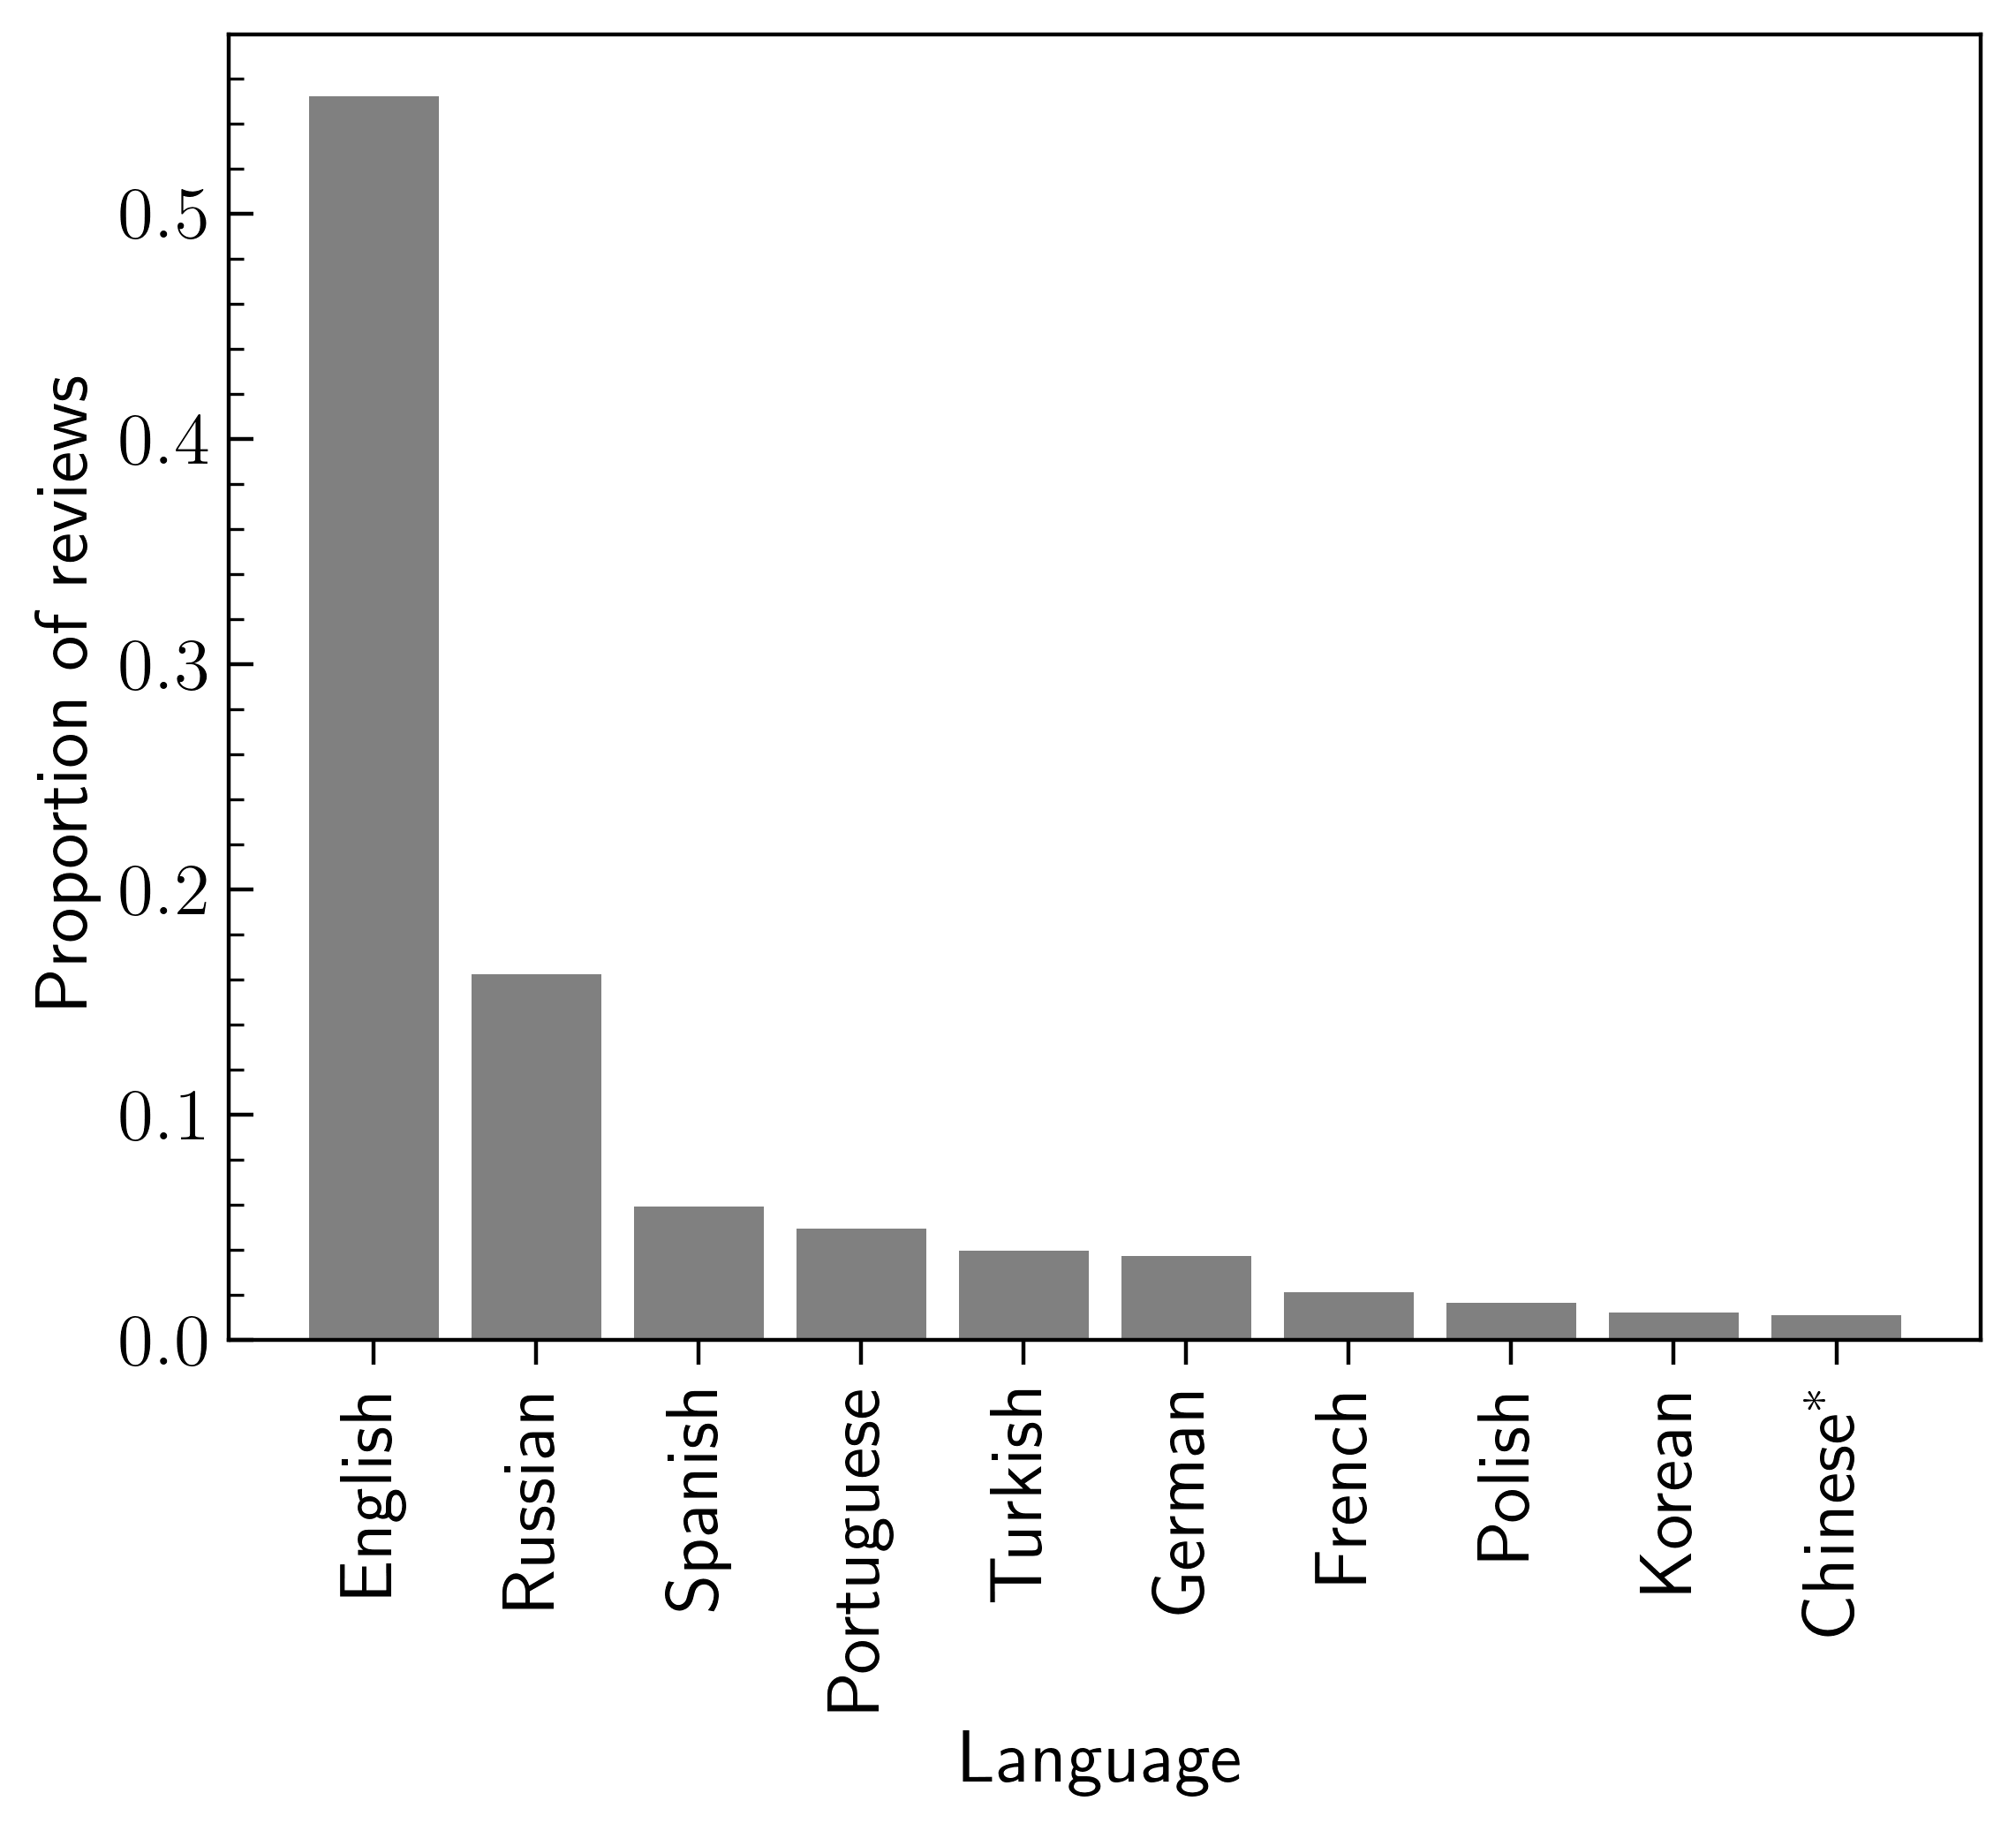 Proportion of reviews
0.5
0.4
0.3
0.2
0.1
0.0
English
Russian
Spanish
Portuguese
Turkish
German
French
Polish
Korean
Chinese*
Language